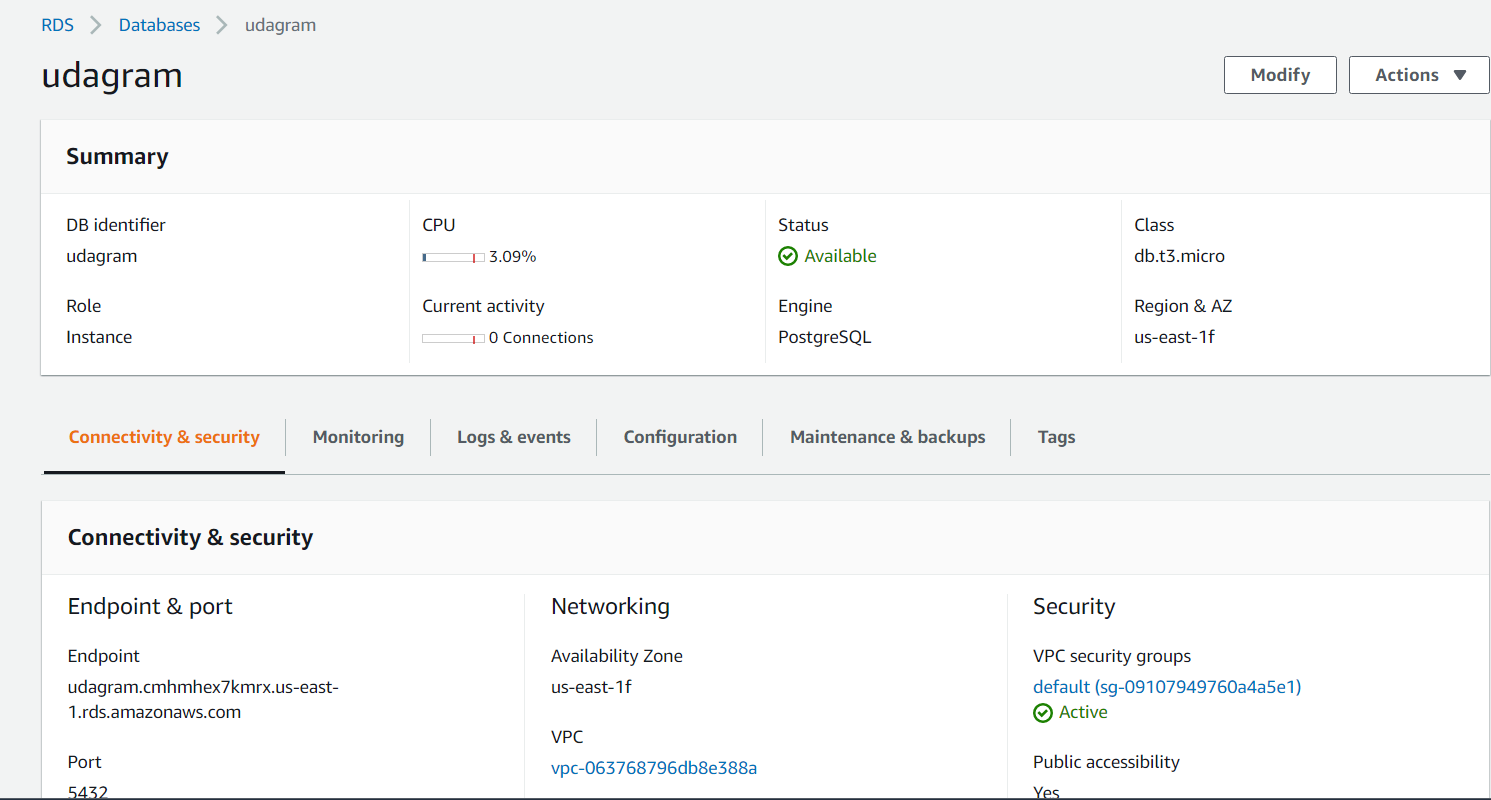 RDS > Databases > udagram
udagram
Modify
Actions
Summary
DB identifier
udagram
CPU
3.09%
Status
Available
Class
db.t3.micro
Role
Instance
Current activity
0 Connections
Engine
PostgreSQL
Region & AZ
us-east-1f
Connectivity & security
Monitoring
Logs & events
Configuration
Maintenance & backups
Tags
Connectivity & security
Endpoint & port
Endpoint
udagram.cmhmhex7kmrx.us-east-
1.rds.amazonaws.com
Port
5432
Networking
Availability Zone
us-east-1f
VPC
vpc-063768796db8e388a
Security
VPC security groups
default (sg-09107949760a4a5e1)
Active
Public accessibility
Yes